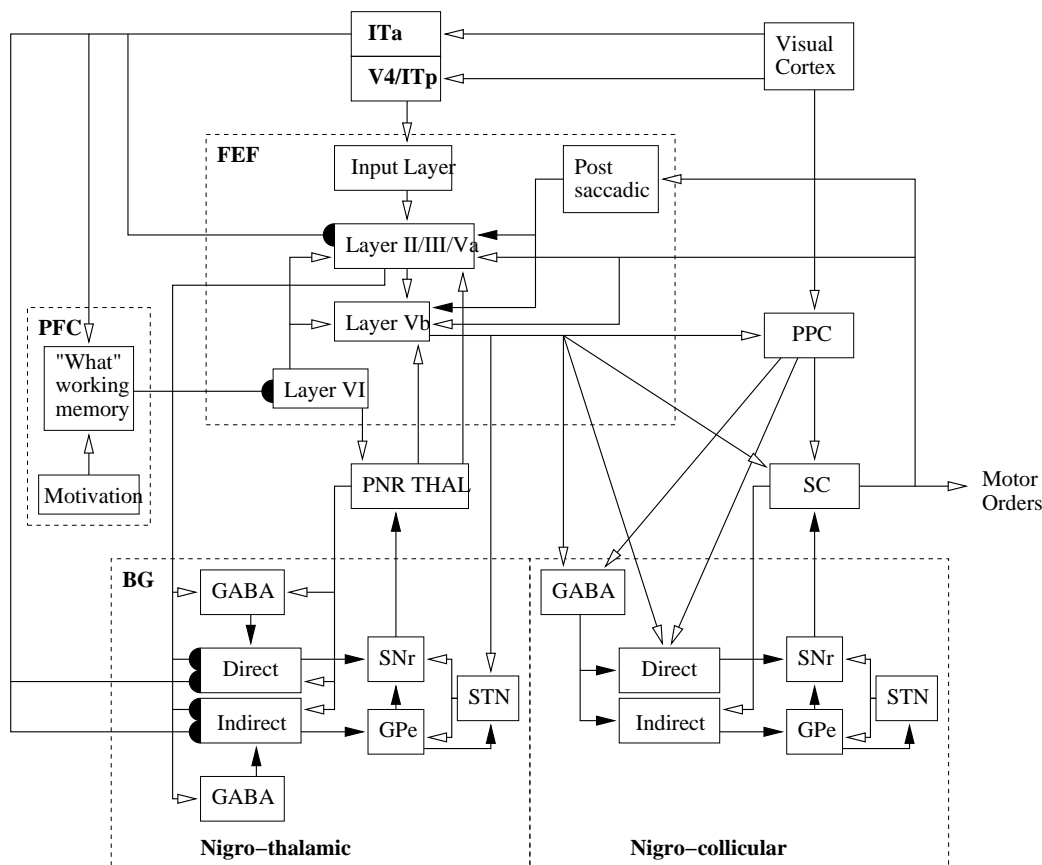 ITa
Visual
Cortex
V4/ITp
FEF
Input Layer
Post
saccadic
Layer II/III/Va
PFC
Layer Vb
PPC
"What"
working
memory
Layer VI
Motivation
PNR THAL
SC
Motor
Orders
BG
GABA
GABA
Direct
SNr
Direct
SNr
STN
STN
Indirect
GPe
Indirect
GPe
GABA
Nigro−thalamic
Nigro−collicular